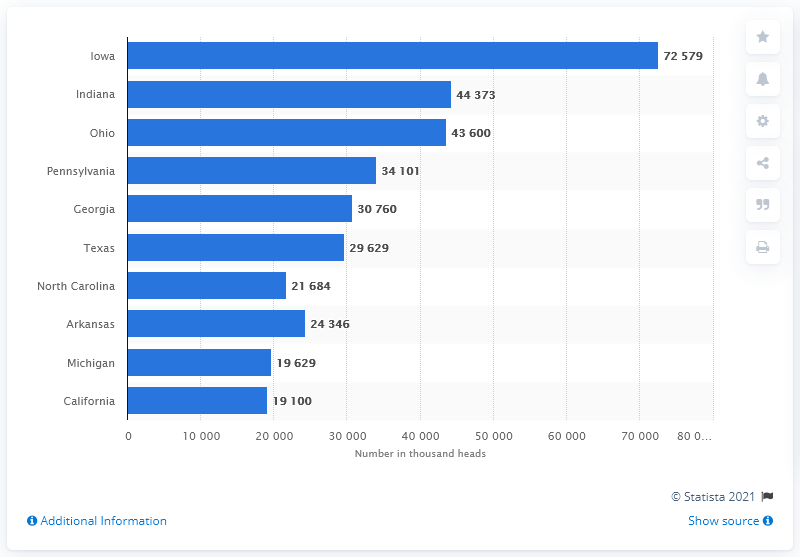 Iowa 72 579
Indiana 44 373
Ohio 43 600
Pennsylvania 34 101
Georgia 30 760
Texas 29 629
North Carolina 21 684
Arkansas 24 346
Michigan 19 629
California 19 100
0 10 000 20 000 30 000 40 000 50 000 60 000 70 000 80 0...
Number in thousand heads
© Statista 2021
Additional Information Show source